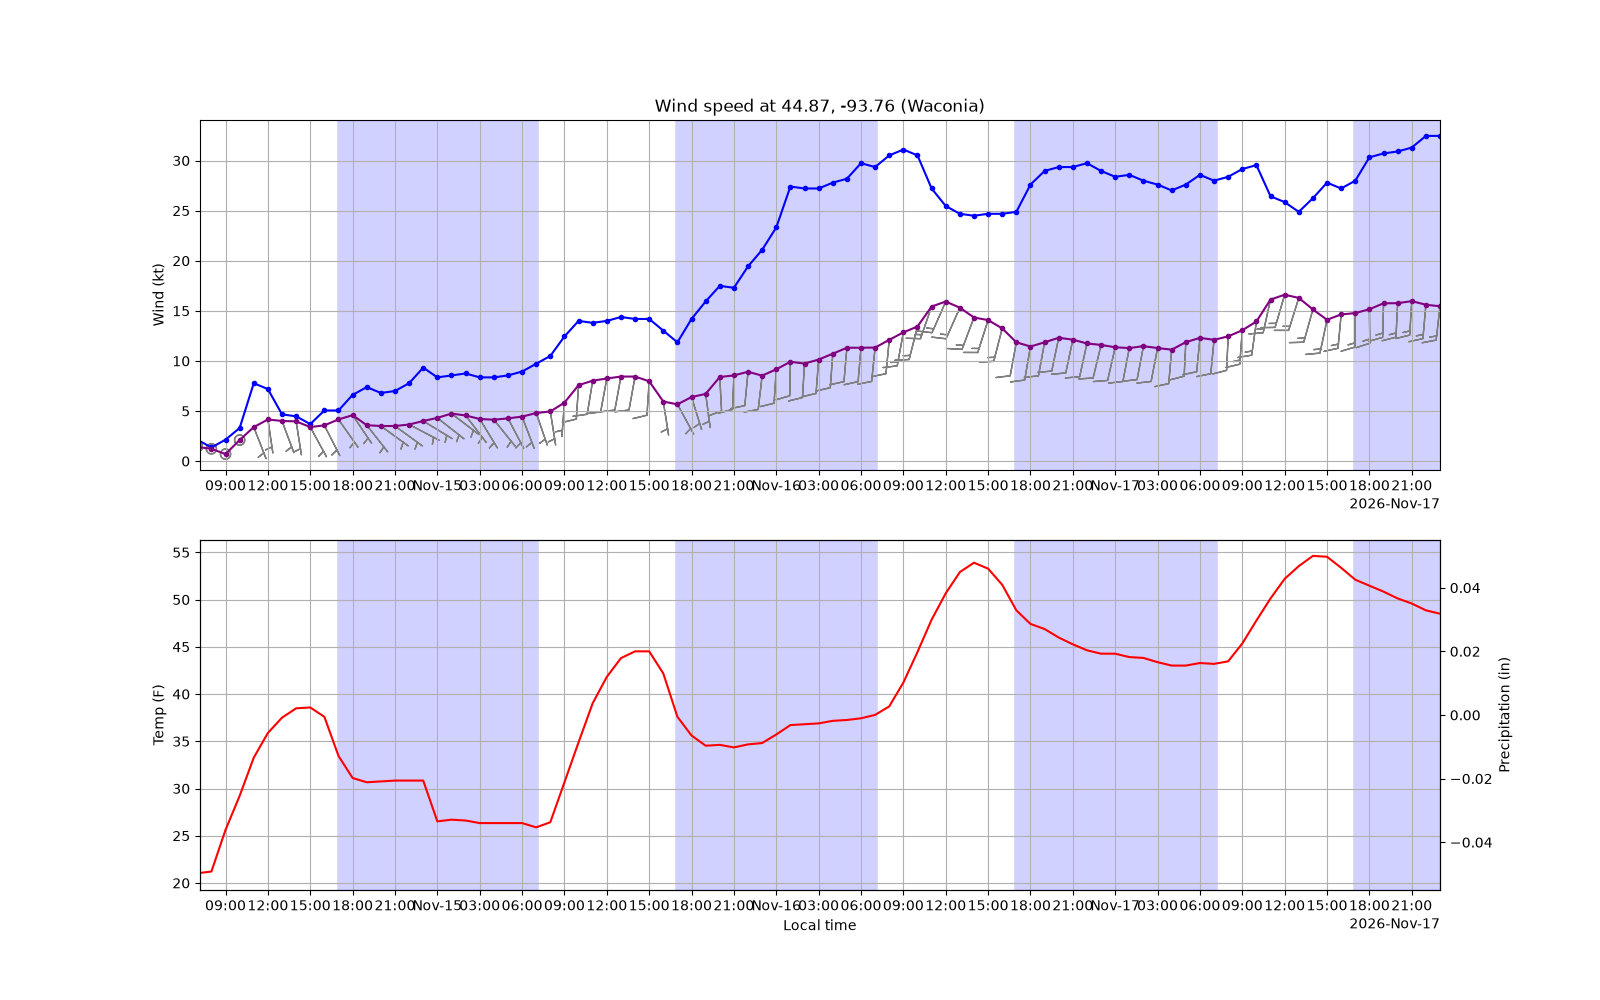 Wind speed at 44.87, -93.76 (Waconia)
Wind (kt)
30
25
20
15
10
5
0
09:00 12:00 15:00 18:00 21:00 Nov-15 03:00 06:00 09:00 12:00 15:00 18:00 21:00 Nov-16 03:00 06:00 09:00 12:00 15:00 18:00 21:00 Nov-17 03:00 06:00 09:00 12:00 15:00 18:00 21:00
2026-Nov-17
Temp (F)
55
50
45
40
35
30
25
20
0.04
0.02
0.00
−0.02
−0.04
Precipitation (in)
09:00 12:00 15:00 18:00 21:00 Nov-15 03:00 06:00 09:00 12:00 15:00 18:00 21:00 Nov-16 03:00 06:00 09:00 12:00 15:00 18:00 21:00 Nov-17 03:00 06:00 09:00 12:00 15:00 18:00 21:00
Local time
2026-Nov-17